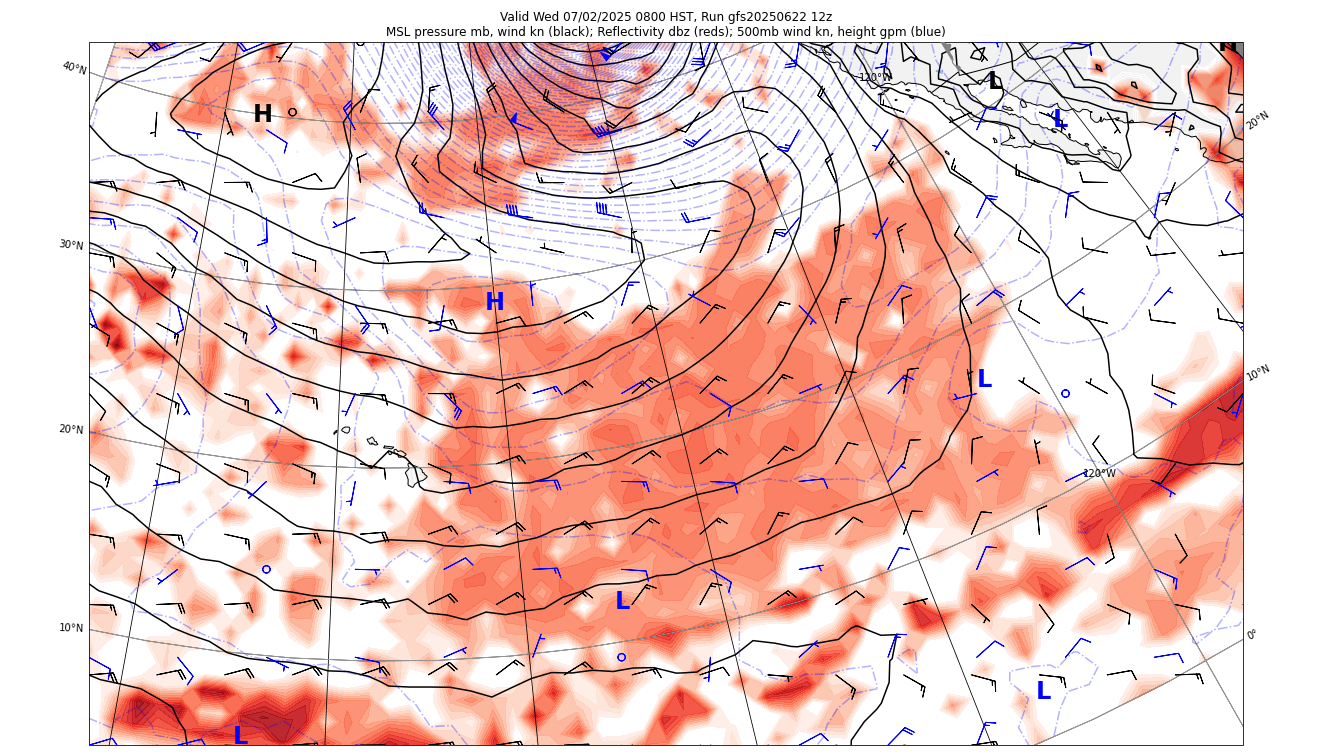 Valid Wed 07/02/2025 0800 HST, Run gfs20250622 12z
MSL pressure mb, wind kn (black); Reflectivity dbz (reds); 500mb wind kn, height gpm (blue)
H
40°N
120°W
L
H
L
20°N
30°N
H
10°N
L
20°N
120°W
L
10°N
0°
L
L